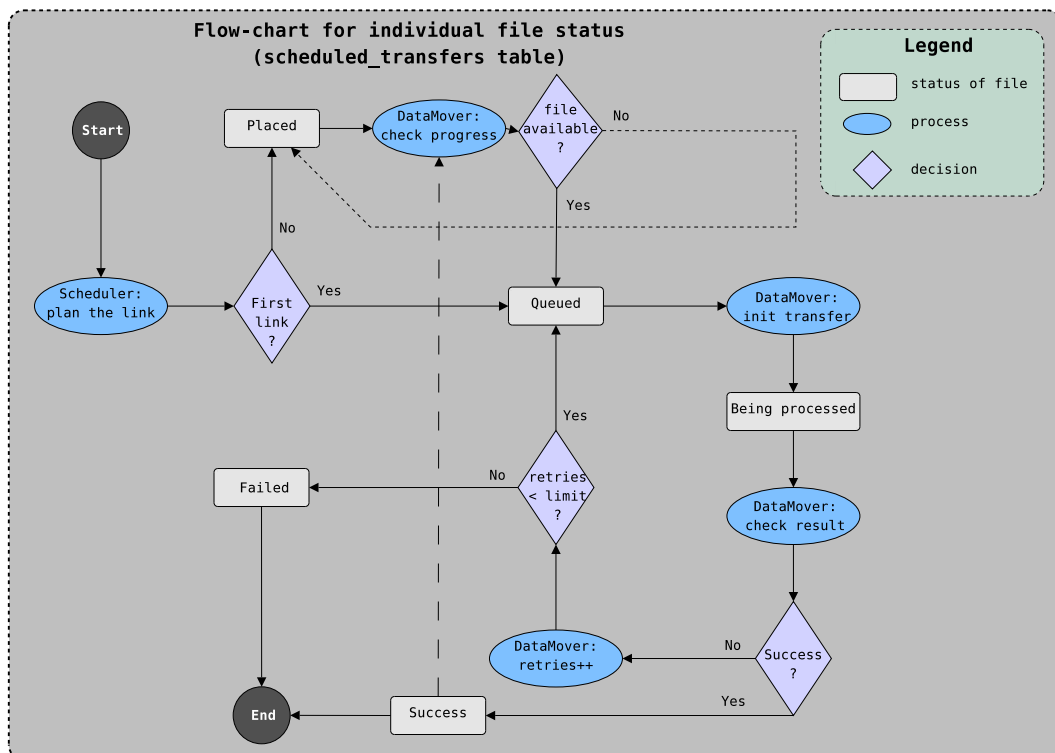 Flow-chart for individual file status
(scheduled_transfers table)
Legend
status of file
process
decision
Start
Placed
DataMover:
check progress
file
available
?
No
Yes
No
Scheduler:
plan the link
First
link
?
Yes
Queued
DataMover:
init transfer
Being processed
Yes
Failed
No
retries
< limit
?
DataMover:
check result
DataMover:
retries++
No
Success
?
Yes
End
Success